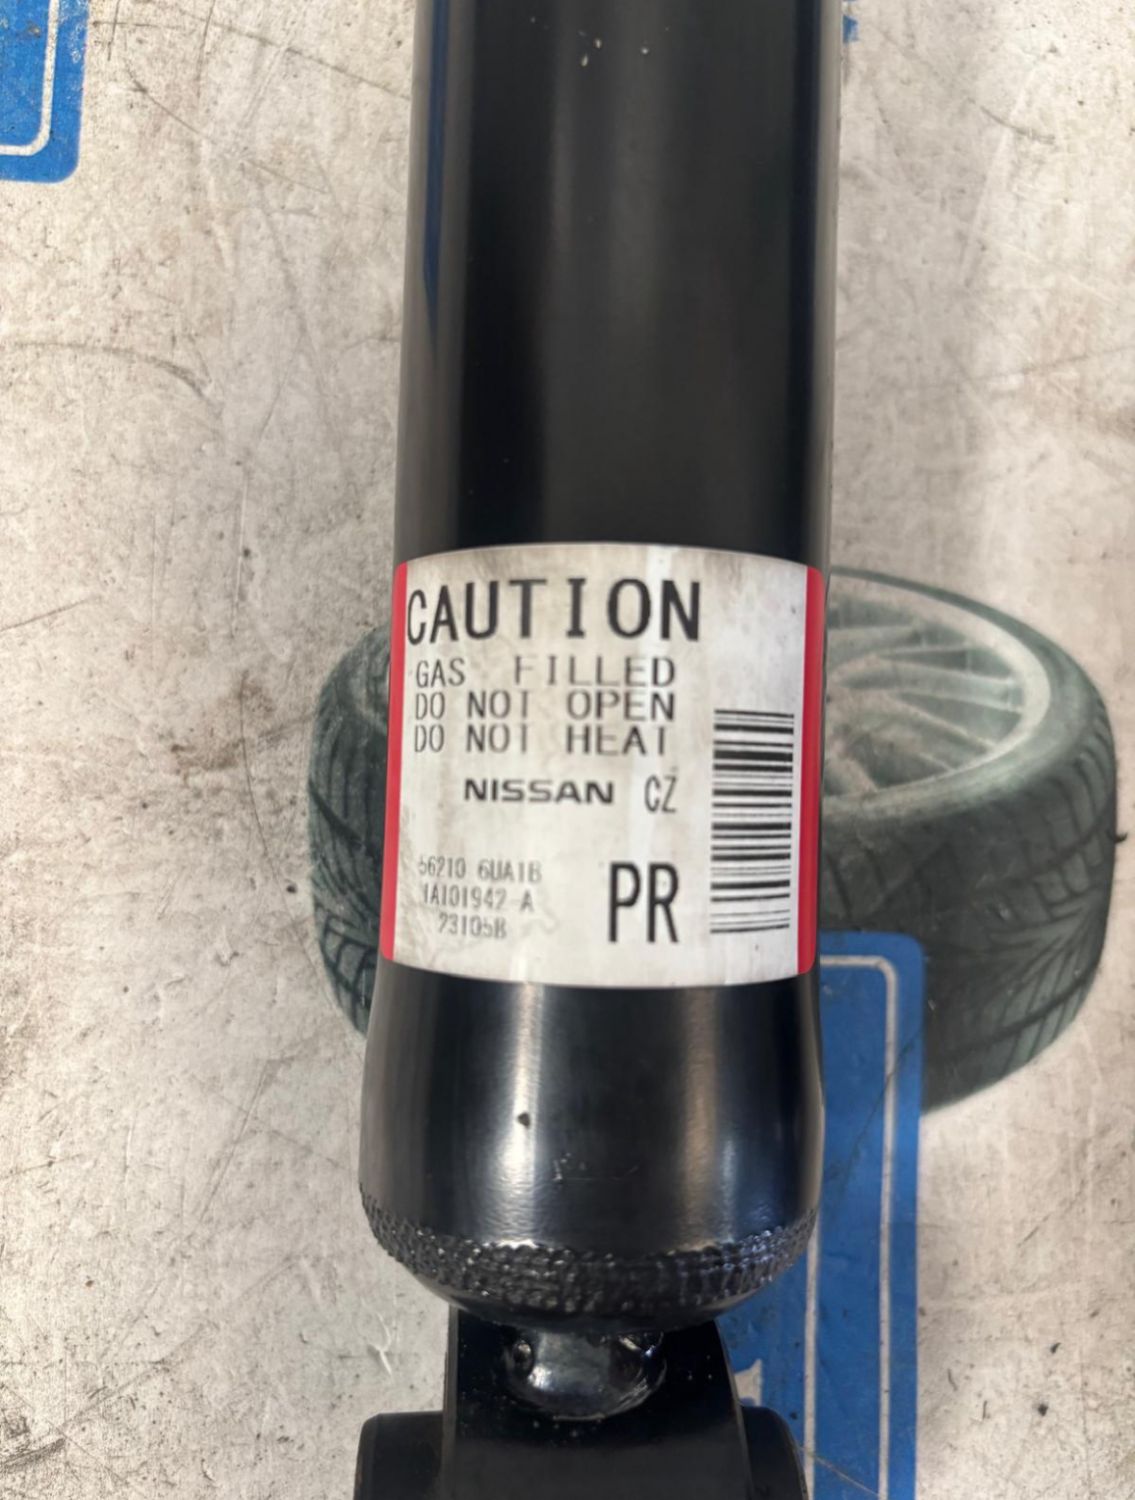 CAUTION
GAS FILLED
DO NOT OPEN
DO NOT HEAT
NISSAN CZ
56210 6UA1B
1A101942 A
PR
23105B